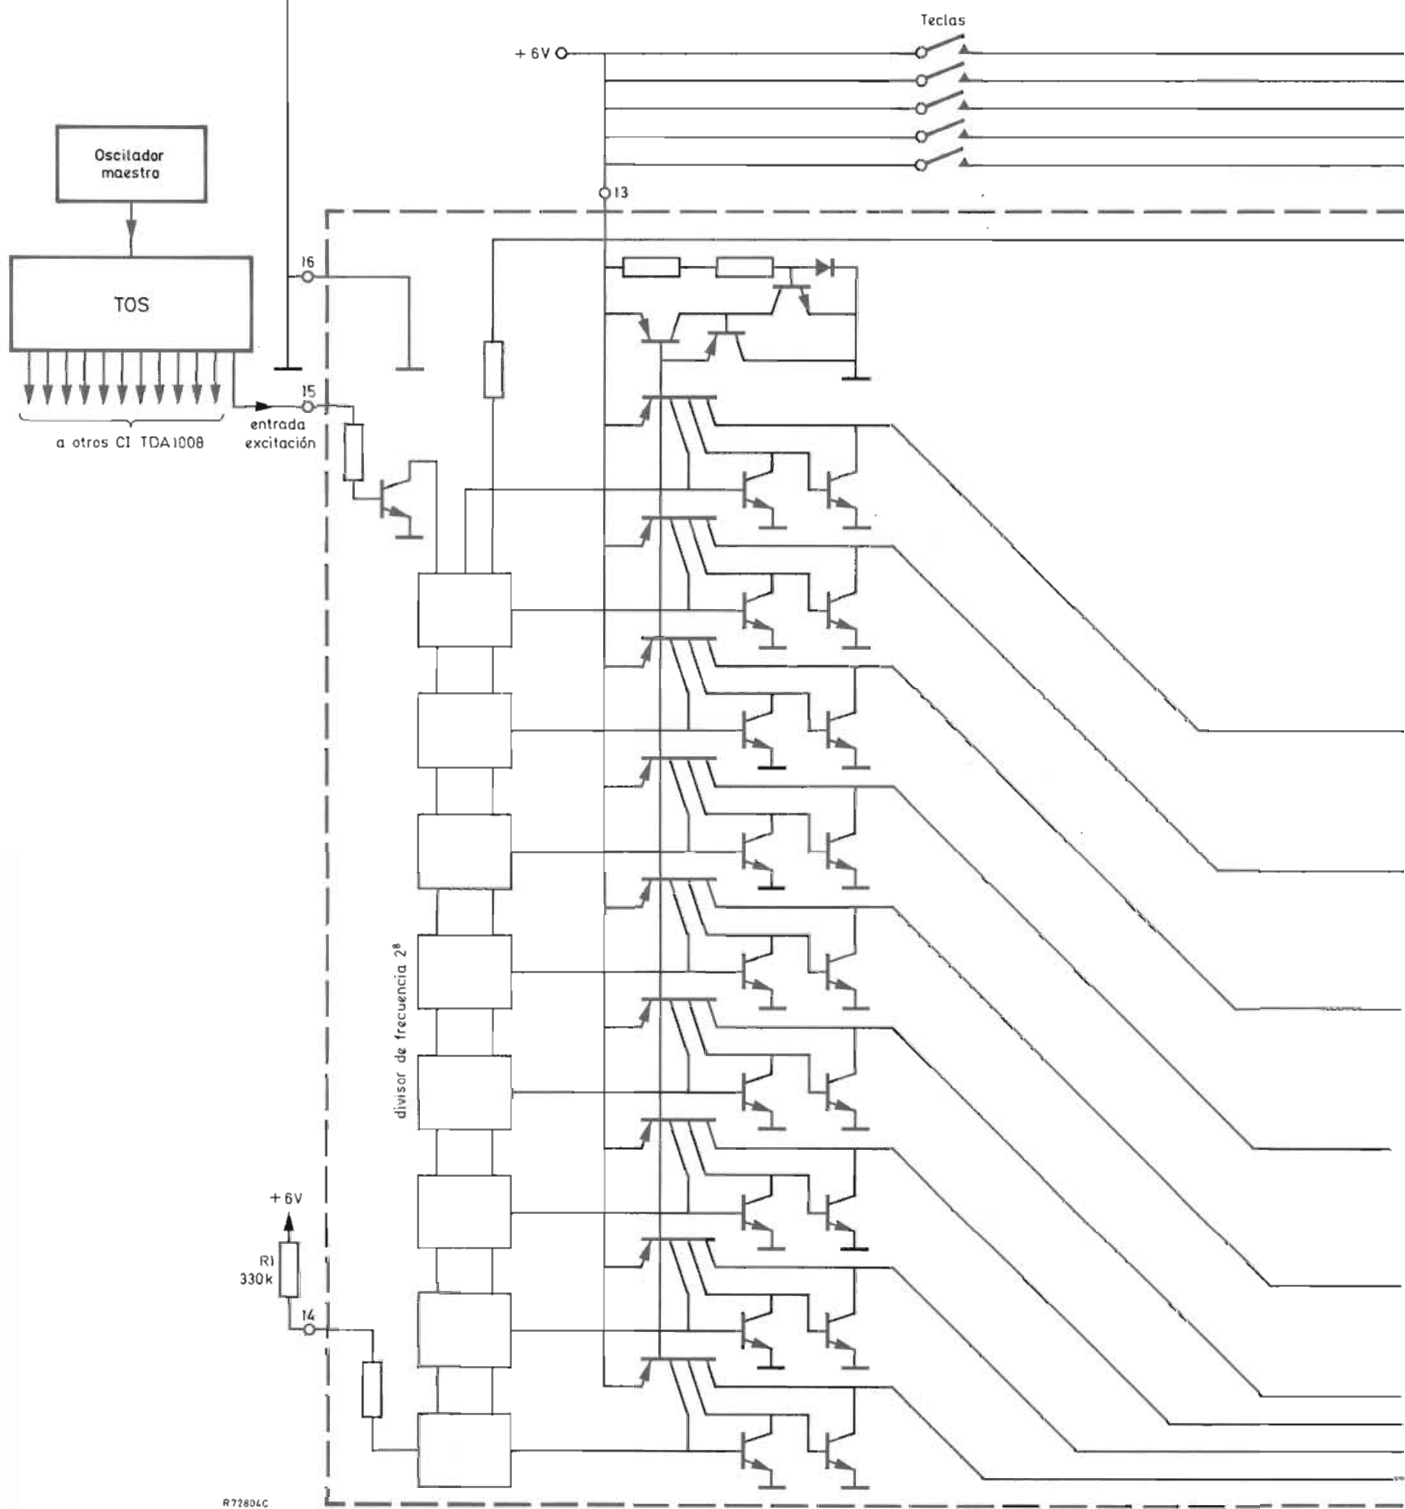 Teclas
+ 6V
Oscilador
maestro
13
16
TOS
15
entrada
excitación
a otros CI TDA1008
divisor de frecuencia 2⁸
+ 6V
R1
330k
14
R72804C